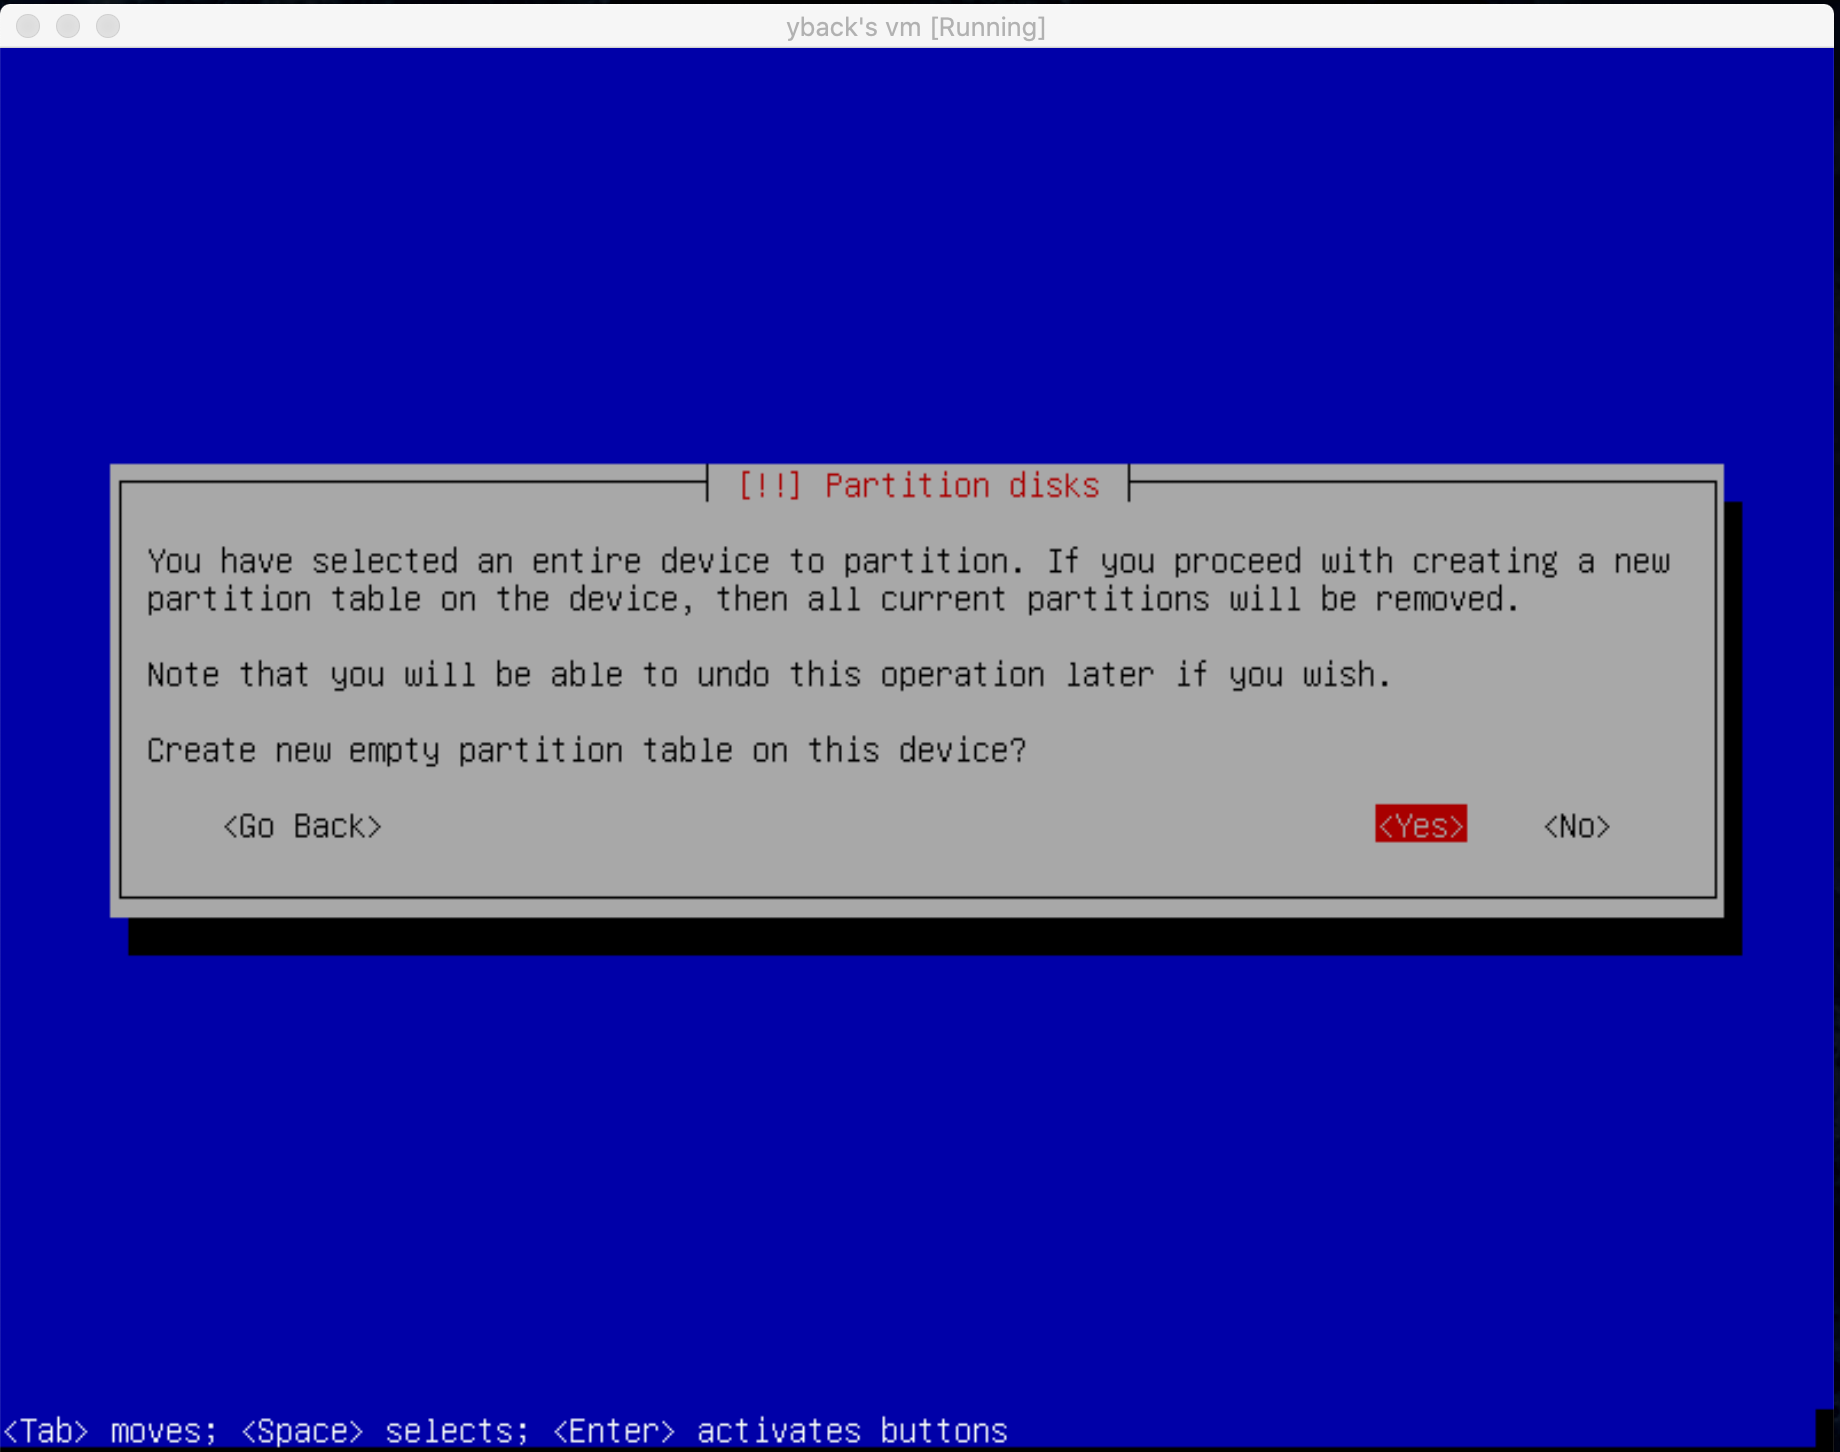 yback's vm [Running]
[!!] Partition disks
You have selected an entire device to partition. If you proceed with creating a new
partition table on the device, then all current partitions will be removed.
Note that you will be able to undo this operation later if you wish.
Create new empty partition table on this device?
<Go Back> <Yes> <No>
<Tab> moves; <Space> selects; <Enter> activates buttons